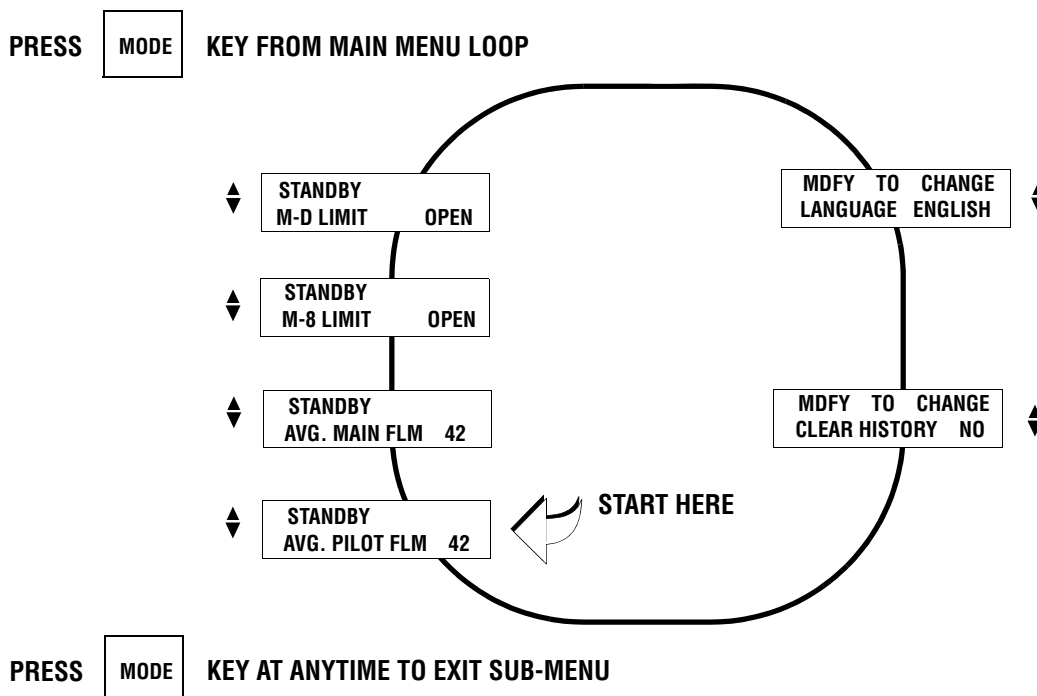 PRESS MODE KEY FROM MAIN MENU LOOP
STANDBY
M-D LIMIT OPEN
MDFY TO CHANGE
LANGUAGE ENGLISH
STANDBY
M-8 LIMIT OPEN
STANDBY
AVG. MAIN FLM 42
MDFY TO CHANGE
CLEAR HISTORY NO
STANDBY
AVG. PILOT FLM 42
START HERE
PRESS MODE KEY AT ANYTIME TO EXIT SUB-MENU